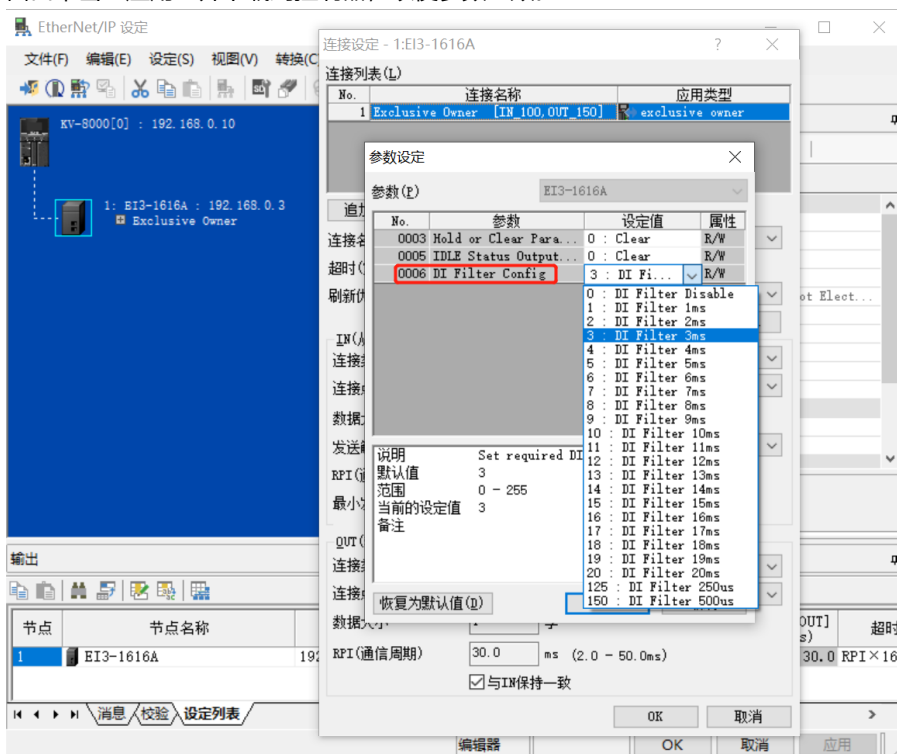 EtherNet/IP 设定
文件(F) 编辑(E) 设定(S) 视图(V) 转换(C
KV-8000[0] : 192.168.0.10
1: EI3-1616A : 192.168.0.3
Exclusive Owner
连接设定 - 1:EI3-1616A
连接列表(L)
No. 连接名称 应用类型
1 Exclusive Owner [IN_100,OUT_150] exclusive owner
参数设定
参数(P) EI3-1616A
No. 参数 设定值 属性
0003 Hold or Clear Para... 0 : Clear R/W
0005 IDLE Status Output... 0 : Clear R/W
0006 DI Filter Config 3 : DI Fi... R/W
0 : DI Filter Disable
1 : DI Filter 1ms
2 : DI Filter 2ms
3 : DI Filter 3ms
4 : DI Filter 4ms
5 : DI Filter 5ms
6 : DI Filter 6ms
7 : DI Filter 7ms
8 : DI Filter 8ms
9 : DI Filter 9ms
10 : DI Filter 10ms
11 : DI Filter 11ms
12 : DI Filter 12ms
13 : DI Filter 13ms
14 : DI Filter 14ms
15 : DI Filter 15ms
16 : DI Filter 16ms
17 : DI Filter 17ms
18 : DI Filter 18ms
19 : DI Filter 19ms
20 : DI Filter 20ms
125 : DI Filter 250us
150 : DI Filter 500us
说明 Set required DI
默认值 3
范围 0 - 255
当前的设定值 3
备注
恢复为默认值(D)
追加
连接名
超时(
刷新优
ot Elect...
IN(从
连接类
连接点
数据大
发送触
RPI(通
最小发
OUT(
连接类
连接点
数据大小 1 字
RPI(通信周期) 30.0 ms (2.0 - 50.0ms)
与IN保持一致
OK 取消
输出
节点 节点名称
OUT] 超时
s)
1 EI3-1616A 192
30.0 RPI×16
消息 校验 设定列表
编辑器 OK 取消 应用